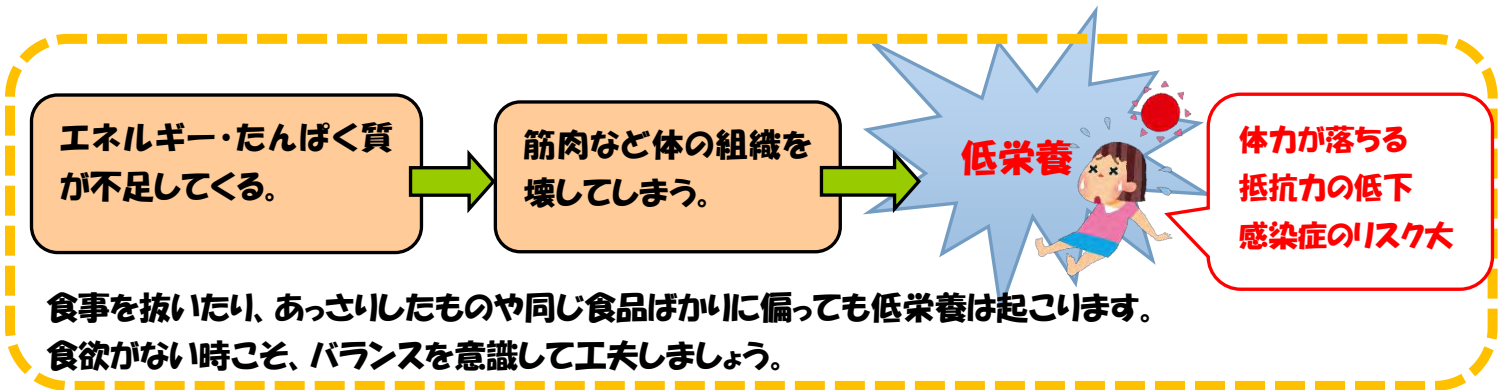 エネルギー・たんぱく質
が不足してくる。
筋肉など体の組織を
壊してしまう。
低栄養
体力が落ちる
抵抗力の低下
感染症のリスク大
食事を抜いたり、あっさりしたものや同じ食品ばかりに偏っても低栄養は起こります。
食欲がない時こそ、バランスを意識して工夫しましょう。